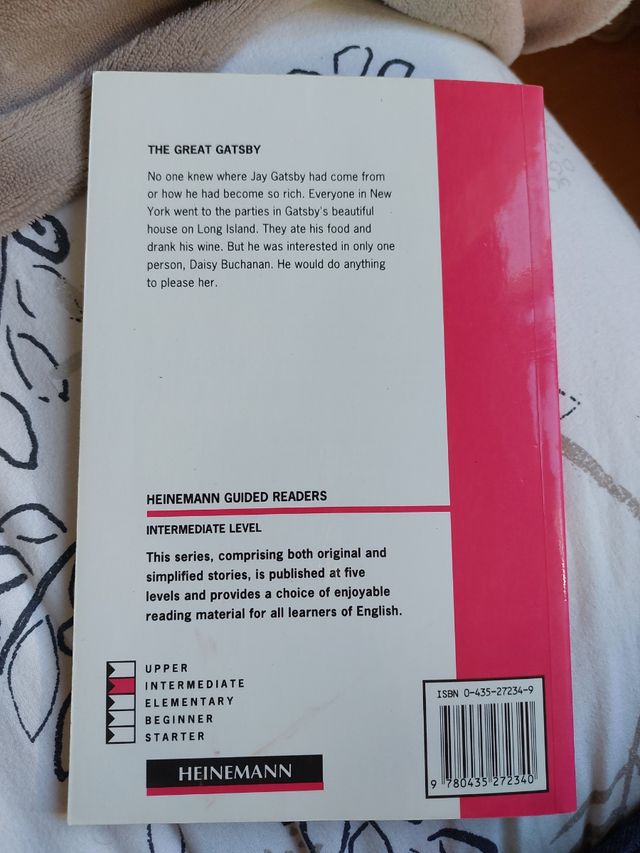 THE GREAT GATSBY
No one knew where Jay Gatsby had come from
or how he had become so rich. Everyone in New
York went to the parties in Gatsby's beautiful
house on Long Island. They ate his food and
drank his wine. But he was interested in only one
person, Daisy Buchanan. He would do anything
to please her.
HEINEMANN GUIDED READERS
INTERMEDIATE LEVEL
This series, comprising both original and
simplified stories, is published at five
levels and provides a choice of enjoyable
reading material for all learners of English.
UPPER
INTERMEDIATE
ELEMENTARY
BEGINNER
STARTER
HEINEMANN
ISBN 0-435-27234-9
9 780435 272340